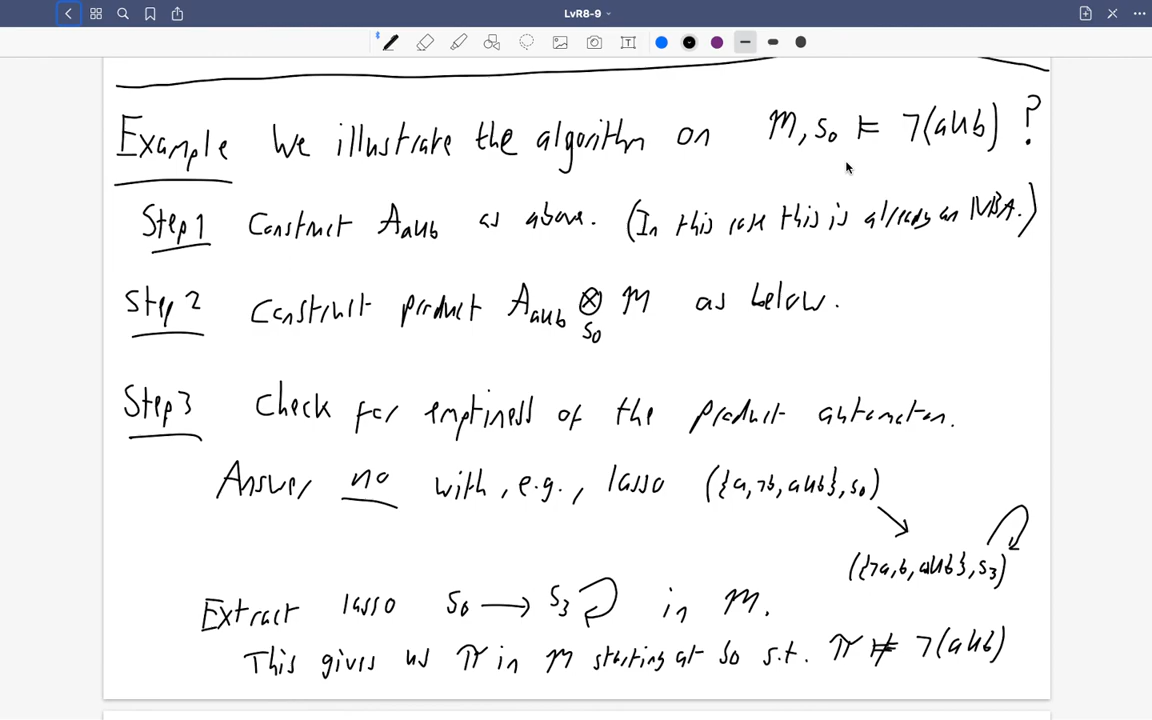 LvR8-9
Example We illustrate the algorithm on M, s₀ ⊨ ¬(aUb) ?
Step 1 Construct A_aUb as above. (In this case this is already an NBA.)
Step 2 Construct product A_aUb ⊗_s₀ M as below.
Step 3 Check for emptiness of the product automaton.
Answer no with, e.g., lasso ({a,¬b,aUb},s₀)
({¬a,b,aUb},s₃)
Extract lasso s₀ → s₃ in M.
This gives us π in M starting at s₀ s.t. π ⊭ ¬(aUb)